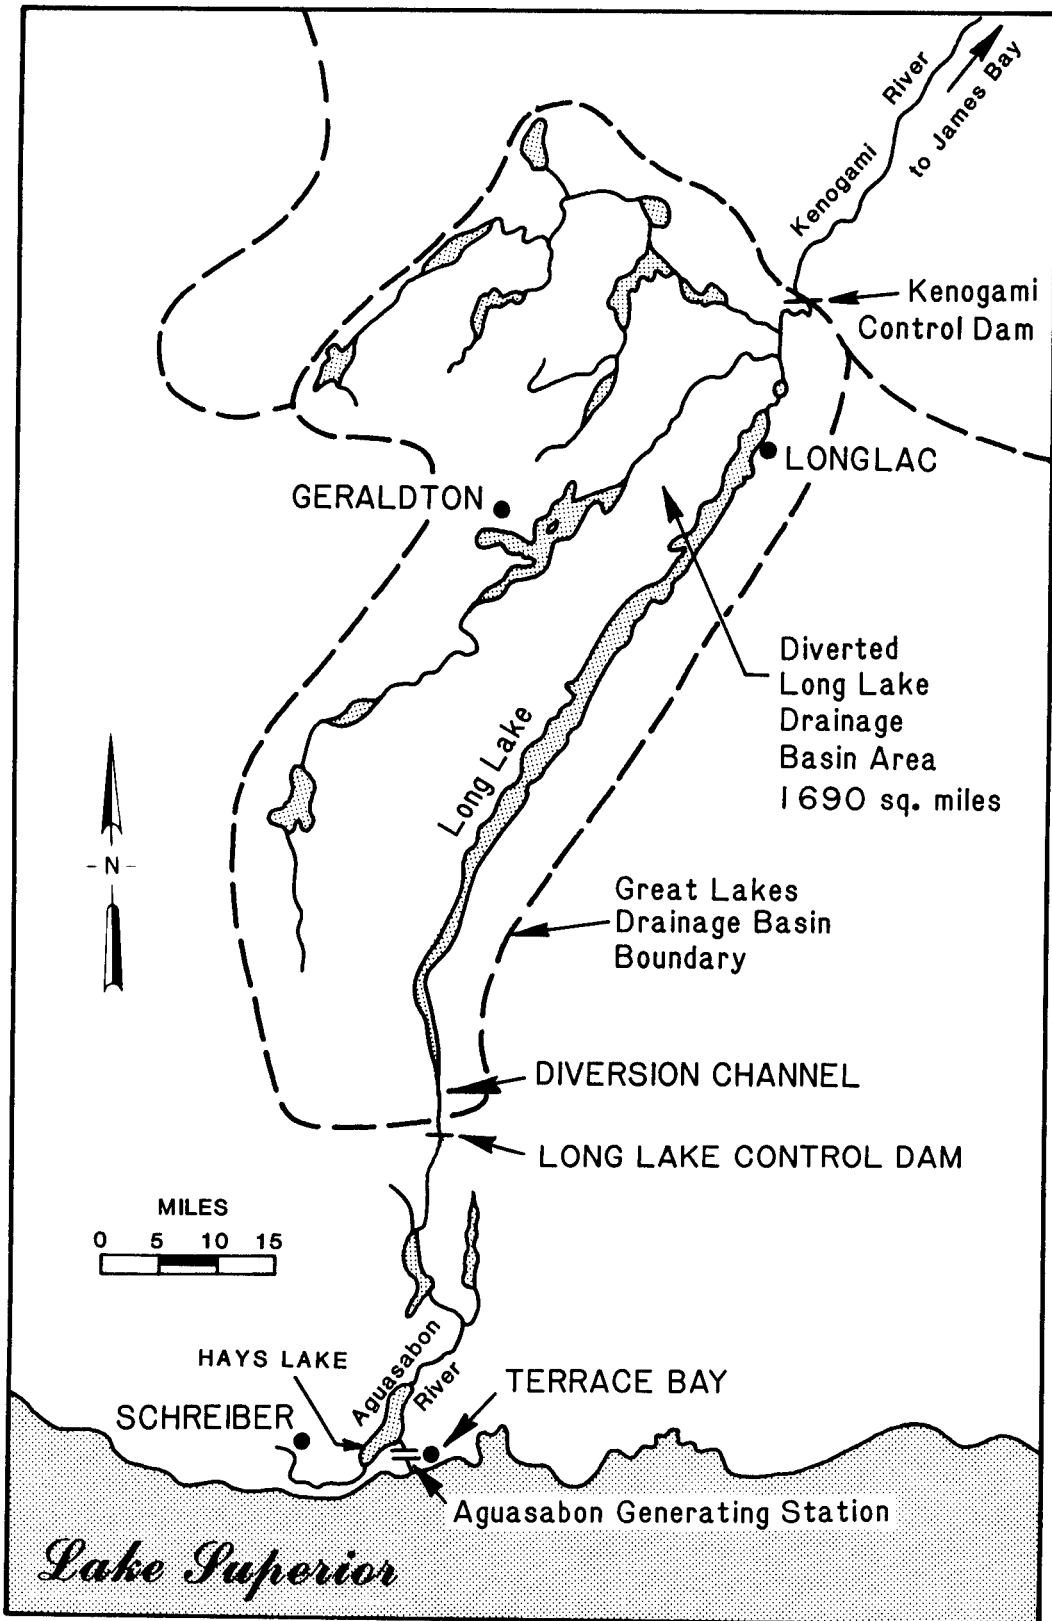 Kenogami River
to James Bay
Kenogami
Control Dam
LONGLAC
GERALDTON
Diverted
Long Lake
Drainage
Basin Area
1690 sq. miles
Long Lake
- N -
Great Lakes
Drainage Basin
Boundary
DIVERSION CHANNEL
LONG LAKE CONTROL DAM
MILES
0 5 10 15
Aguasabon
River
HAYS LAKE
TERRACE BAY
SCHREIBER
Aguasabon Generating Station
Lake Superior